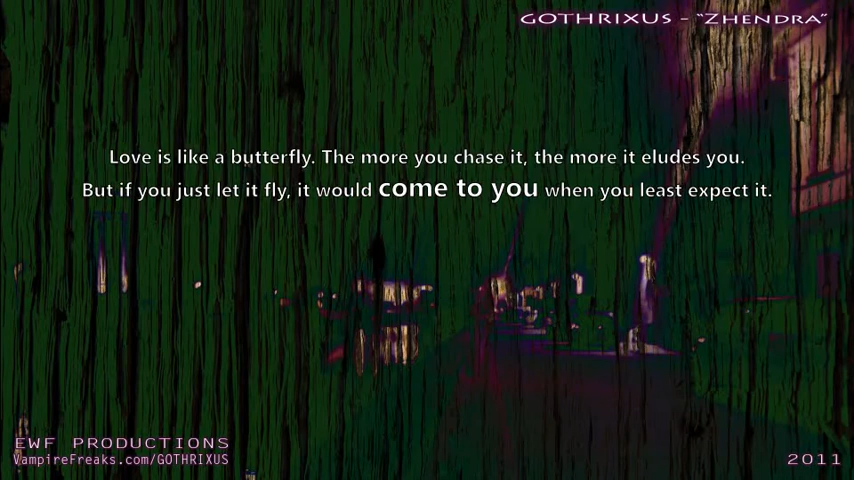 GOTHRIXUS - "ZHENDRA"
Love is like a butterfly. The more you chase it, the more it eludes you.
But if you just let it fly, it would come to you when you least expect it.
EWF PRODUCTIONS
VampireFreaks.com/GOTHRIXUS
2011